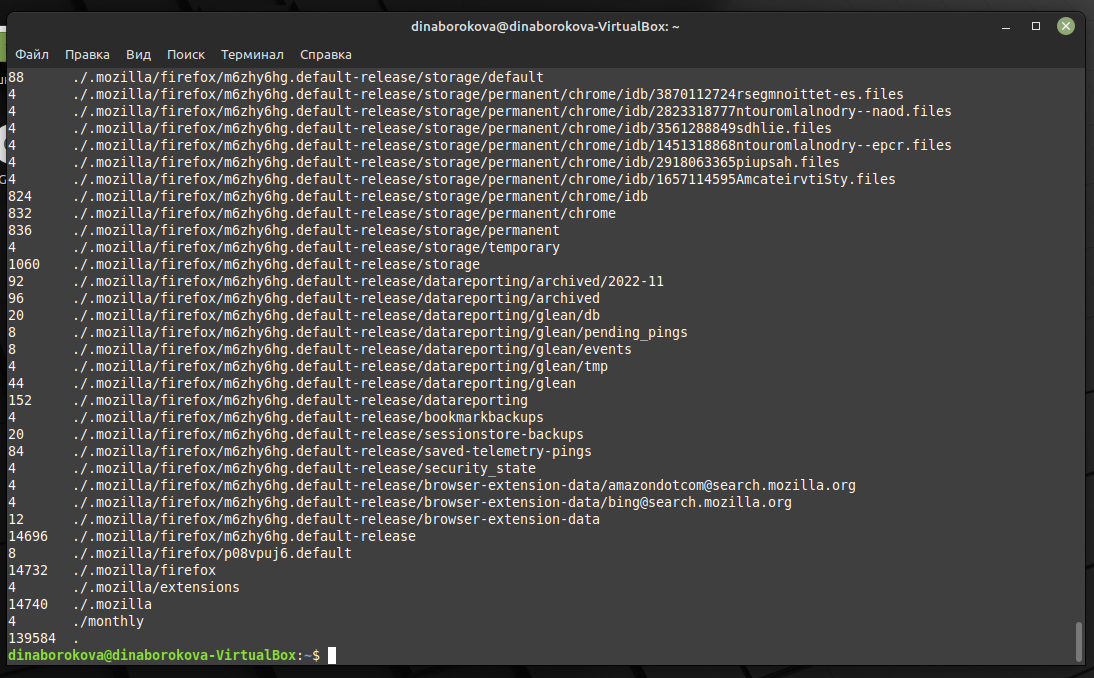 dinaborokova@dinaborokova-VirtualBox: ~
Файл Правка Вид Поиск Терминал Справка
88 ./.mozilla/firefox/m6zhy6hg.default-release/storage/default
4 ./.mozilla/firefox/m6zhy6hg.default-release/storage/permanent/chrome/idb/3870112724rsegmnoittet-es.files
4 ./.mozilla/firefox/m6zhy6hg.default-release/storage/permanent/chrome/idb/2823318777ntouromlalnodry--naod.files
4 ./.mozilla/firefox/m6zhy6hg.default-release/storage/permanent/chrome/idb/3561288849sdhlie.files
4 ./.mozilla/firefox/m6zhy6hg.default-release/storage/permanent/chrome/idb/1451318868ntouromlalnodry--epcr.files
4 ./.mozilla/firefox/m6zhy6hg.default-release/storage/permanent/chrome/idb/2918063365piupsah.files
4 ./.mozilla/firefox/m6zhy6hg.default-release/storage/permanent/chrome/idb/1657114595AmcateirvtiSty.files
824 ./.mozilla/firefox/m6zhy6hg.default-release/storage/permanent/chrome/idb
832 ./.mozilla/firefox/m6zhy6hg.default-release/storage/permanent/chrome
836 ./.mozilla/firefox/m6zhy6hg.default-release/storage/permanent
4 ./.mozilla/firefox/m6zhy6hg.default-release/storage/temporary
1060 ./.mozilla/firefox/m6zhy6hg.default-release/storage
92 ./.mozilla/firefox/m6zhy6hg.default-release/datareporting/archived/2022-11
96 ./.mozilla/firefox/m6zhy6hg.default-release/datareporting/archived
20 ./.mozilla/firefox/m6zhy6hg.default-release/datareporting/glean/db
8 ./.mozilla/firefox/m6zhy6hg.default-release/datareporting/glean/pending_pings
8 ./.mozilla/firefox/m6zhy6hg.default-release/datareporting/glean/events
4 ./.mozilla/firefox/m6zhy6hg.default-release/datareporting/glean/tmp
44 ./.mozilla/firefox/m6zhy6hg.default-release/datareporting/glean
152 ./.mozilla/firefox/m6zhy6hg.default-release/datareporting
4 ./.mozilla/firefox/m6zhy6hg.default-release/bookmarkbackups
20 ./.mozilla/firefox/m6zhy6hg.default-release/sessionstore-backups
84 ./.mozilla/firefox/m6zhy6hg.default-release/saved-telemetry-pings
4 ./.mozilla/firefox/m6zhy6hg.default-release/security_state
4 ./.mozilla/firefox/m6zhy6hg.default-release/browser-extension-data/amazondotcom@search.mozilla.org
4 ./.mozilla/firefox/m6zhy6hg.default-release/browser-extension-data/bing@search.mozilla.org
12 ./.mozilla/firefox/m6zhy6hg.default-release/browser-extension-data
14696 ./.mozilla/firefox/m6zhy6hg.default-release
8 ./.mozilla/firefox/p08vpuj6.default
14732 ./.mozilla/firefox
4 ./.mozilla/extensions
14740 ./.mozilla
4 ./monthly
139584 .
dinaborokova@dinaborokova-VirtualBox:~$